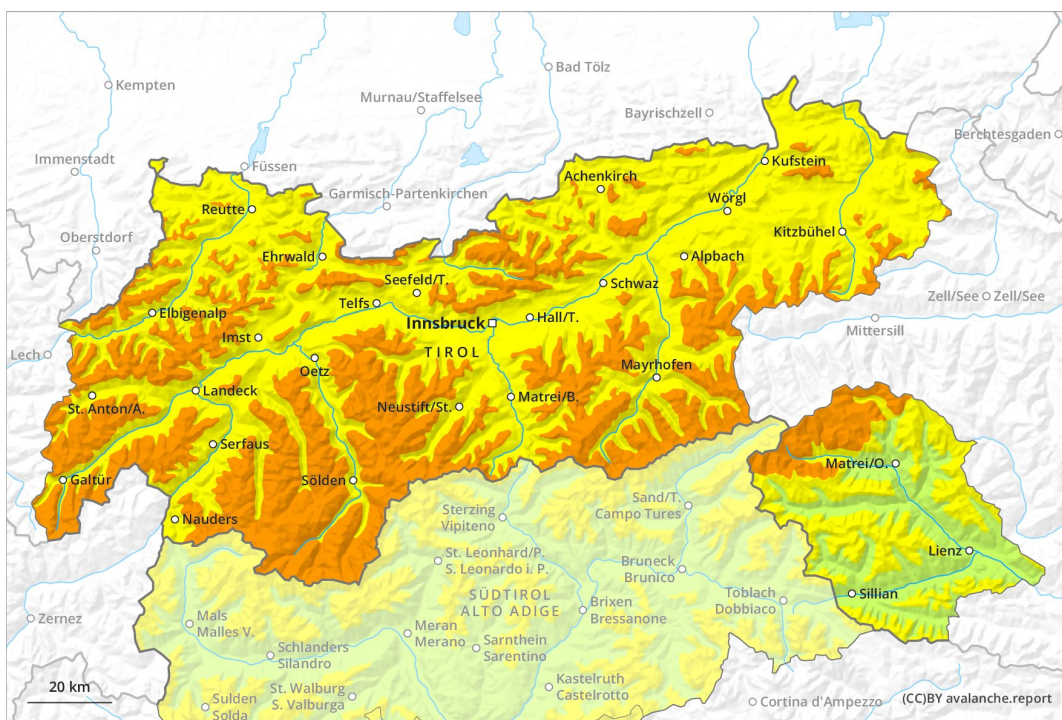 Kempten
Bad Tölz
Murnau/Staffelsee
Bayrischzell
Berchtesgaden
Immenstadt
Füssen
Kufstein
Achenkirch
Garmisch-Partenkirchen
Wörgl
Reutte
Kitzbühel
Oberstdorf
Ehrwald
Alpbach
Seefeld/T.
Schwaz
Telfs
Zell/See
Zell/See
Elbigenalp
Hall/T.
Innsbruck
Mittersill
Imst
Lech
TIROL
Mayrhofen
Oetz
Landeck
Matrei/B.
St. Anton/A.
Neustift/St.
Serfaus
Matrei/O.
Galtür
Sölden
Sand/T.
Campo Tures
Sterzing
Vipiteno
Nauders
Lienz
St. Leonhard/P.
S. Leonardo i. P.
Bruneck
Brunico
Toblach
Dobbiaco
Sillian
SÜDTIROL
ALTO ADIGE
Brixen
Bressanone
Zernez
Mals
Malles V.
Meran
Merano
Sarnthein
Sarentino
Schlanders
Silandro
Kastelruth
Castelrotto
20 km
St. Walburg
S. Valburga
Sulden
Solda
Cortina d'Ampezzo
(CC)BY avalanche.report